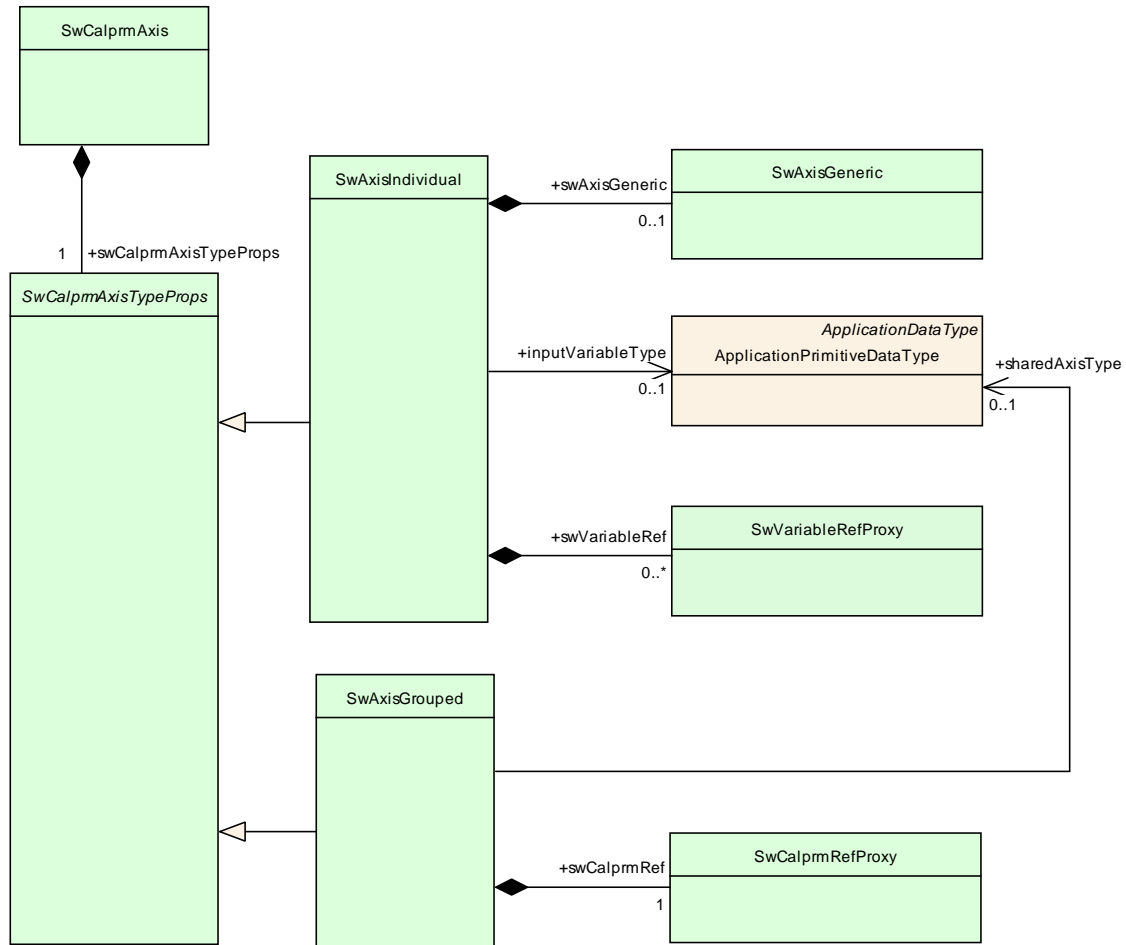 SwCalprmAxis
1 +swCalprmAxisTypeProps
SwCalprmAxisTypeProps
SwAxisIndividual
+swAxisGeneric
0..1
SwAxisGeneric
+inputVariableType
0..1
ApplicationDataType
ApplicationPrimitiveDataType
+sharedAxisType
0..1
+swVariableRef
0..*
SwVariableRefProxy
SwAxisGrouped
+swCalprmRef
1
SwCalprmRefProxy